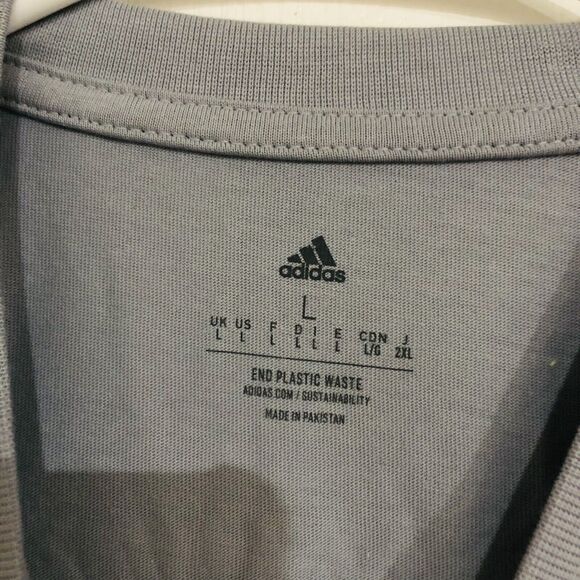 adidas
L
UK US F D I E CDN J
L L L L L L L/G 2XL
END PLASTIC WASTE
ADIDAS.COM / SUSTAINABILITY
MADE IN PAKISTAN